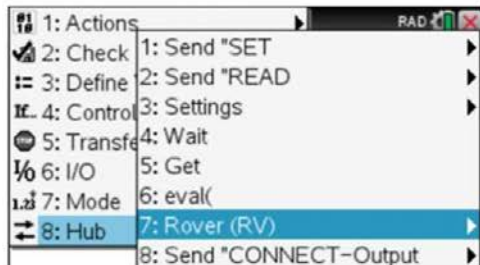 1: Actions
RAD
2: Check
3: Define
4: Control
5: Transfe
6: I/O
7: Mode
8: Hub
1: Send "SET
2: Send "READ
3: Settings
4: Wait
5: Get
6: eval(
7: Rover (RV)
8: Send "CONNECT-Output